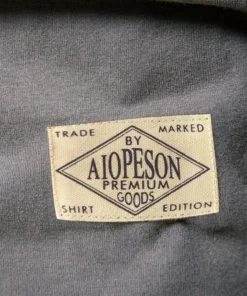 TRADE MARKED
BY
AIOPESON
PREMIUM
GOODS
SHIRT EDITION